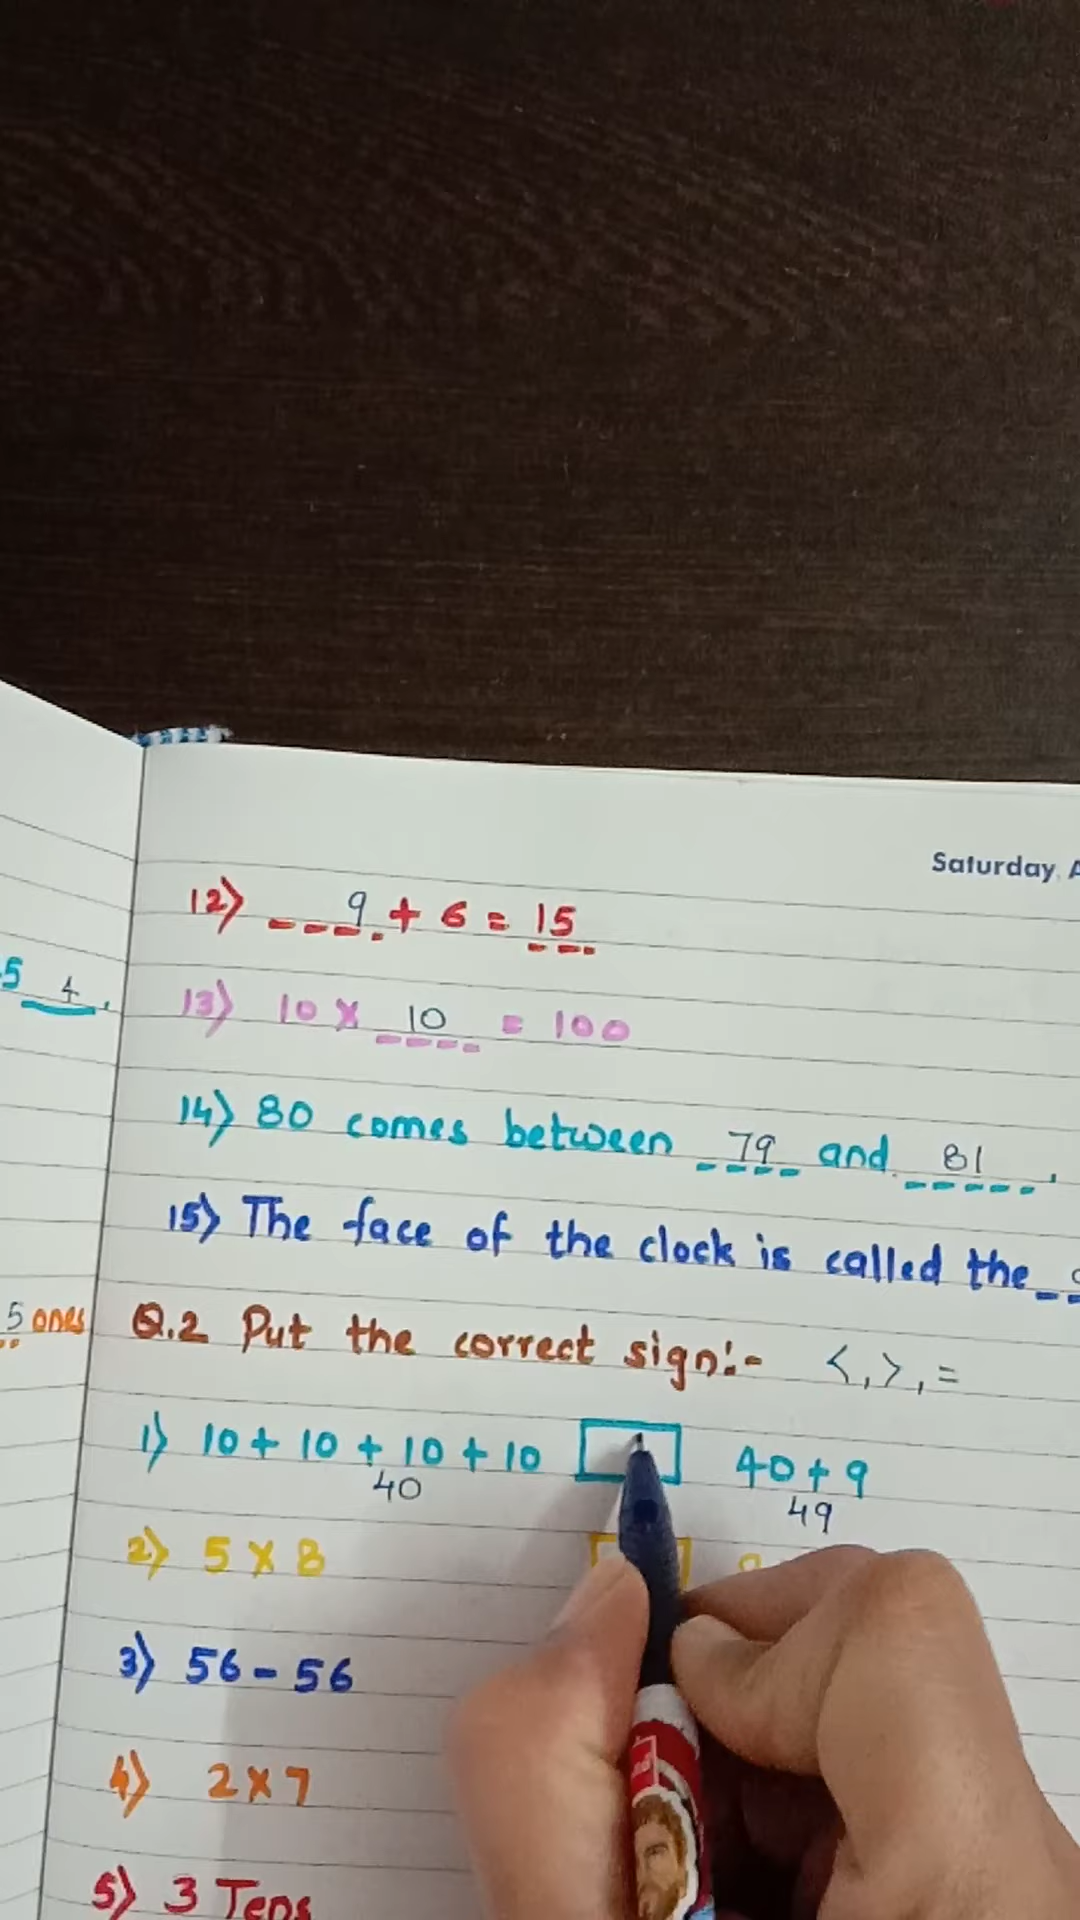 Saturday,
12) 9 + 6 = 15
5 4.
13) 10 × 10 = 100
14) 80 comes between 79 and 81.
15) The face of the clock is called the
5 ones
Q.2 Put the correct sign:- <, >, =
1) 10 + 10 + 10 + 10 40 + 9
40 49
2) 5 × 8
3) 56 - 56
4) 2 × 7
5) 3 Tens